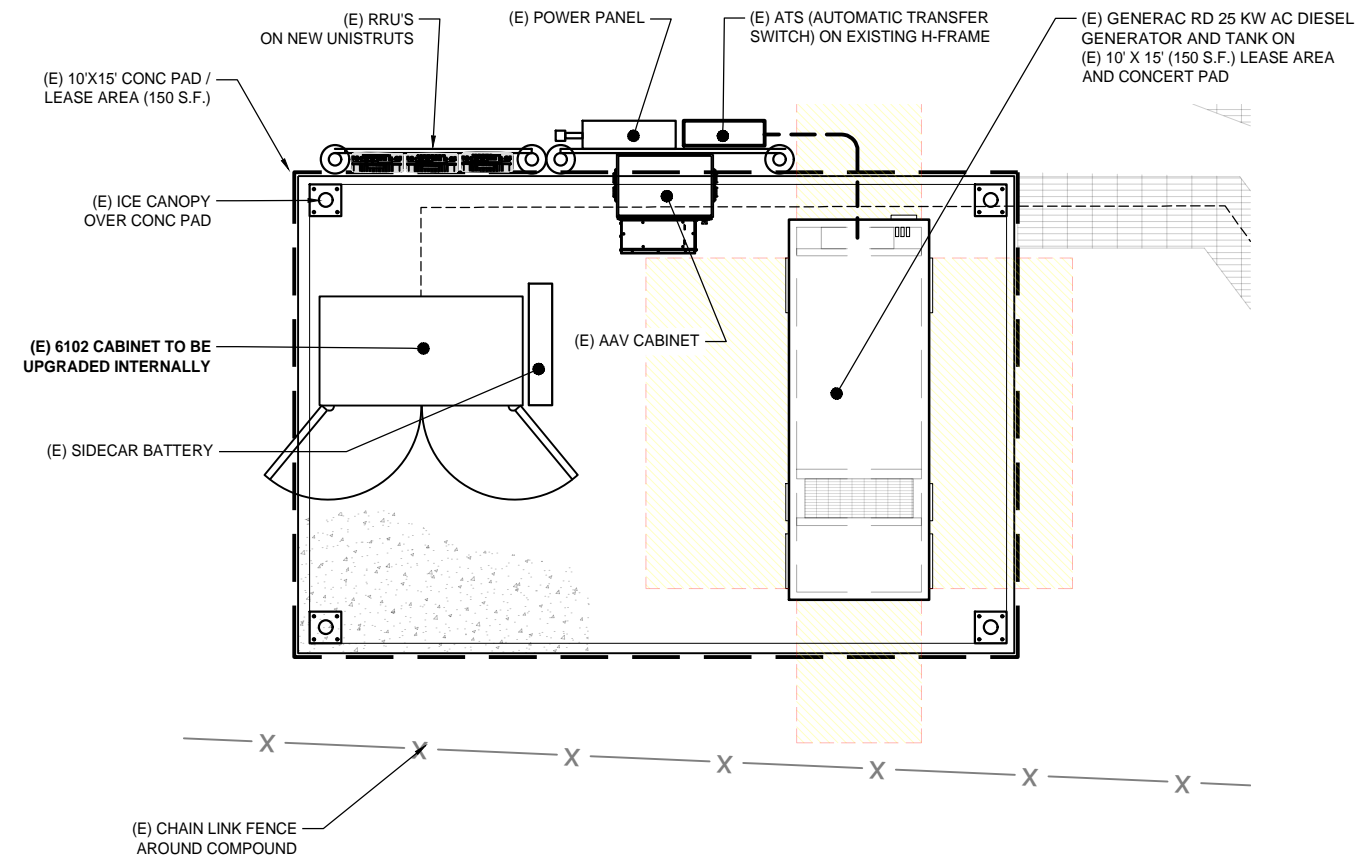 (E) RRU'S
ON NEW UNISTRUTS
(E) POWER PANEL
(E) ATS (AUTOMATIC TRANSFER
SWITCH) ON EXISTING H-FRAME
(E) GENERAC RD 25 KW AC DIESEL
GENERATOR AND TANK ON
(E) 10' X 15' (150 S.F.) LEASE AREA
AND CONCERT PAD
(E) 10'X15' CONC PAD /
LEASE AREA (150 S.F.)
(E) ICE CANOPY
OVER CONC PAD
(E) AAV CABINET
(E) 6102 CABINET TO BE
UPGRADED INTERNALLY
(E) SIDECAR BATTERY
X X X X X X X
(E) CHAIN LINK FENCE
AROUND COMPOUND